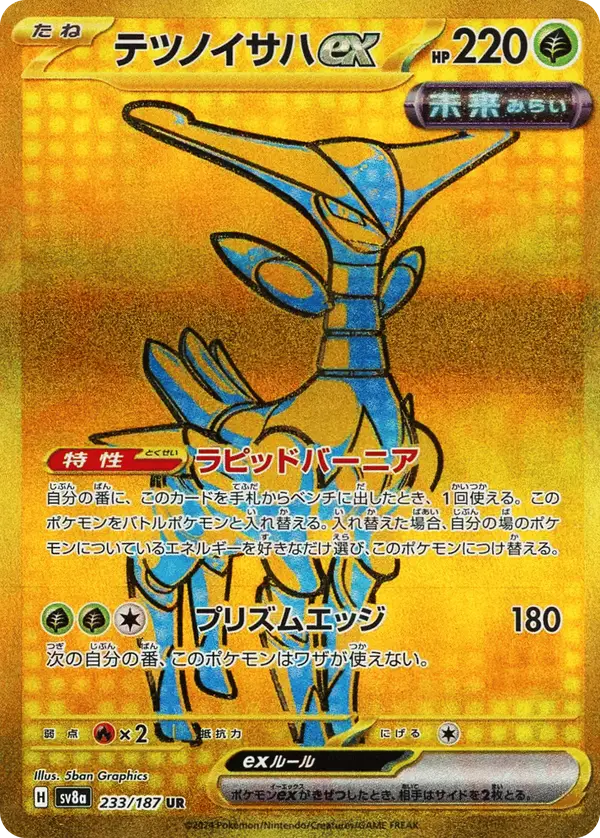 たね
テツノイサハex
HP 220
未来 みらい
特性 とくせい ラピッドバーニア
自分の番に、このカードを手札からベンチに出したとき、1回使える。この
ポケモンをバトルポケモンと入れ替える。入れ替えた場合、自分の場のポケ
モンについているエネルギーを好きなだけ選び、このポケモンにつけ替える。
プリズムエッジ 180
次の自分の番、このポケモンはワザが使えない。
弱点 ×2 抵抗力 にげる
exルール
ポケモンexがきぜつしたとき、相手はサイドを2枚とる。
Illus. 5ban Graphics
H sv8a 233/187 UR
©2024 Pokémon/Nintendo/Creatures/GAME FREAK